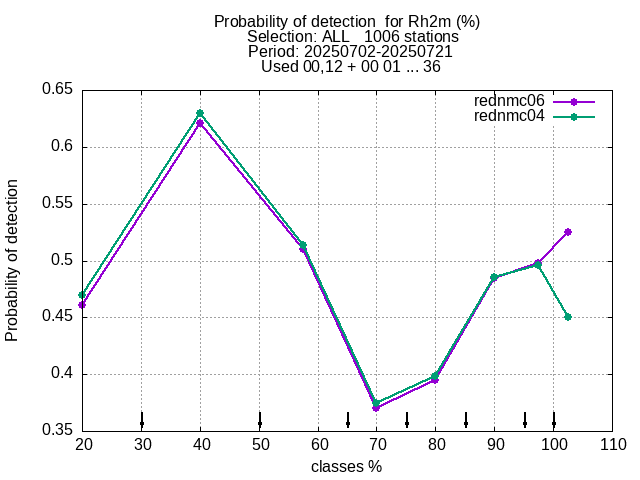 Probability of detection  for Rh2m (%)
Selection: ALL   1006 stations
Period: 20250702-20250721
Used 00,12 + 00 01 ... 36
rednmc06
rednmc04
Probability of detection
0.65
0.6
0.55
0.5
0.45
0.4
0.35
20 30 40 50 60 70 80 90 100 110
classes %